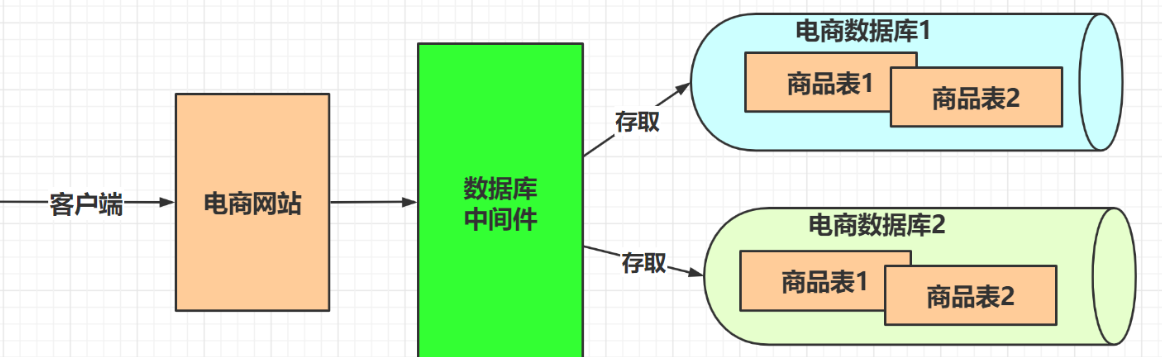 客户端
电商网站
数据库
中间件
存取
存取
电商数据库1
商品表1
商品表2
电商数据库2
商品表1
商品表2